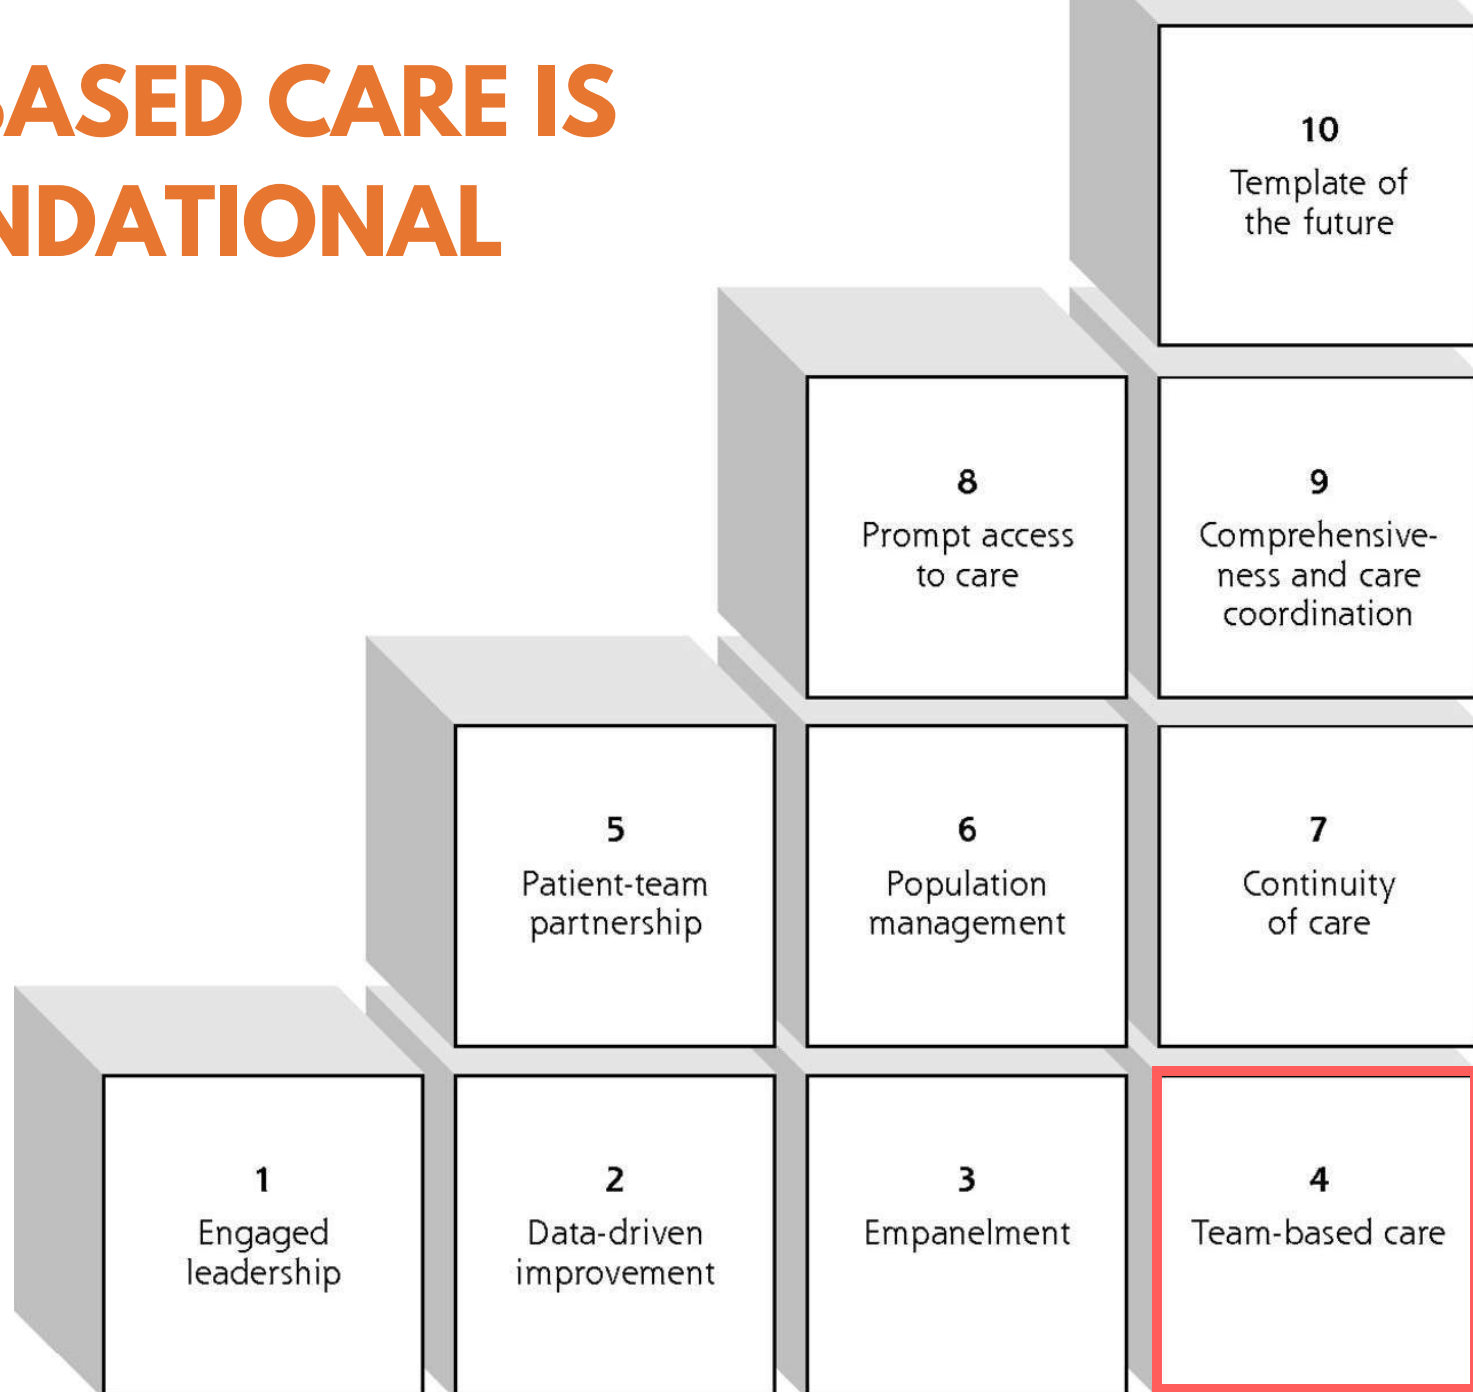 BASED CARE IS
NDATIONAL
10
Template of
the future
8
Prompt access
to care
9
Comprehensive-
ness and care
coordination
5
Patient-team
partnership
6
Population
management
7
Continuity
of care
1
Engaged
leadership
2
Data-driven
improvement
3
Empanelment
4
Team-based care